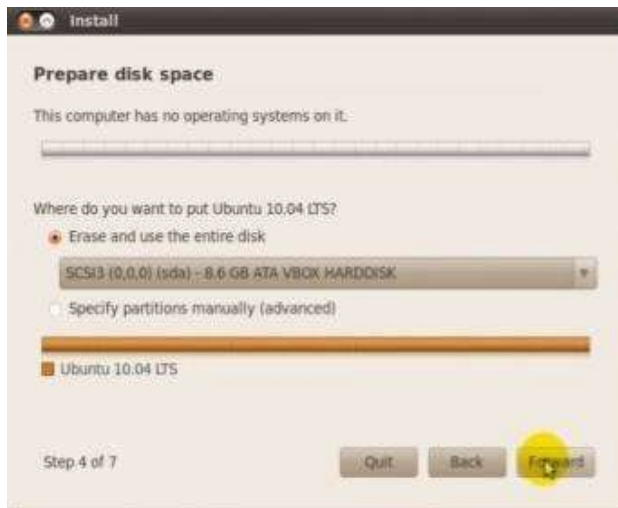 Install
Prepare disk space
This computer has no operating systems on it.
Where do you want to put Ubuntu 10.04 LTS?
Erase and use the entire disk
SCSI3 (0,0,0) (sda) - 8.6 GB ATA VBOX HARDDISK
Specify partitions manually (advanced)
Ubuntu 10.04 LTS
Step 4 of 7
Quit Back Forward